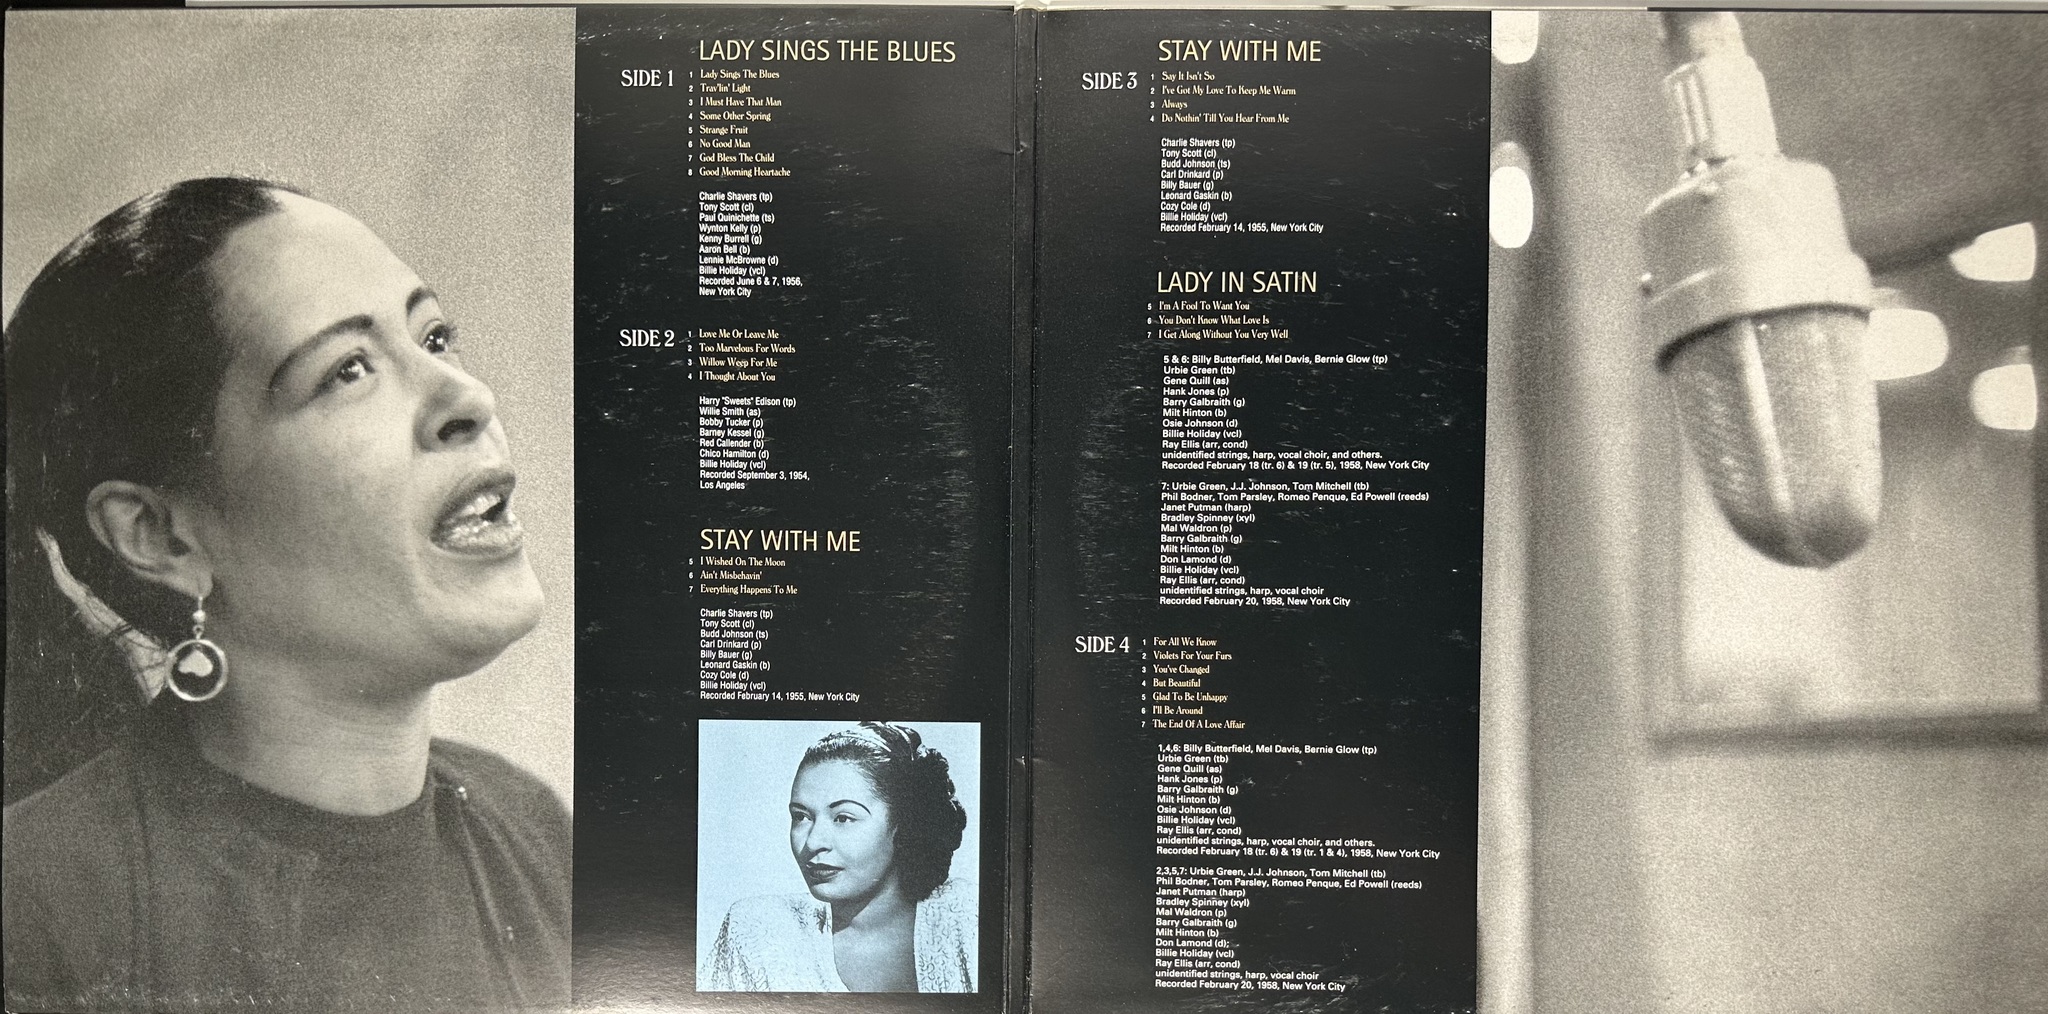 LADY SINGS THE BLUES
SIDE 1
1 Lady Sings The Blues
2 Trav'lin' Light
3 I Must Have That Man
4 Some Other Spring
5 Strange Fruit
6 No Good Man
7 God Bless The Child
8 Good Morning Heartache
Charlie Shavers (tp)
Tony Scott (cl)
Paul Quinichette (ts)
Wynton Kelly (p)
Kenny Burrell (g)
Aaron Bell (b)
Lennie McBrowne (d)
Billie Holiday (vcl)
Recorded June 6 & 7, 1956,
New York City
SIDE 2
1 Love Me Or Leave Me
2 Too Marvelous For Words
3 Willow Weep For Me
4 I Thought About You
Harry "Sweets" Edison (tp)
Willie Smith (as)
Bobby Tucker (p)
Barney Kessel (g)
Red Callender (b)
Chico Hamilton (d)
Billie Holiday (vcl)
Recorded September 3, 1954,
Los Angeles
STAY WITH ME
5 I Wished On The Moon
6 Ain't Misbehavin'
7 Everything Happens To Me
Charlie Shavers (tp)
Tony Scott (cl)
Budd Johnson (ts)
Carl Drinkard (p)
Billy Bauer (g)
Leonard Gaskin (b)
Cozy Cole (d)
Billie Holiday (vcl)
Recorded February 14, 1955, New York City
STAY WITH ME
SIDE 3
1 Say It Isn't So
2 I've Got My Love To Keep Me Warm
3 Always
4 Do Nothin' Till You Hear From Me
Charlie Shavers (tp)
Tony Scott (cl)
Budd Johnson (ts)
Carl Drinkard (p)
Billy Bauer (g)
Leonard Gaskin (b)
Cozy Cole (d)
Billie Holiday (vcl)
Recorded February 14, 1955, New York City
LADY IN SATIN
5 I'm A Fool To Want You
6 You Don't Know What Love Is
7 I Get Along Without You Very Well
5 & 6: Billy Butterfield, Mel Davis, Bernie Glow (tp)
Urbie Green (tb)
Gene Quill (as)
Hank Jones (p)
Barry Galbraith (g)
Milt Hinton (b)
Osie Johnson (d)
Billie Holiday (vcl)
Ray Ellis (arr, cond)
unidentified strings, harp, vocal choir, and others.
Recorded February 18 (tr. 6) & 19 (tr. 5), 1958, New York City
7: Urbie Green, J.J. Johnson, Tom Mitchell (tb)
Phil Bodner, Tom Parsley, Romeo Penque, Ed Powell (reeds)
Janet Putman (harp)
Bradley Spinney (xyl)
Mal Waldron (p)
Barry Galbraith (g)
Milt Hinton (b)
Don Lamond (d)
Billie Holiday (vcl)
Ray Ellis (arr, cond)
unidentified strings, harp, vocal choir
Recorded February 20, 1958, New York City
SIDE 4
1 For All We Know
2 Violets For Your Furs
3 You've Changed
4 But Beautiful
5 Glad To Be Unhappy
6 I'll Be Around
7 The End Of A Love Affair
1,4,6: Billy Butterfield, Mel Davis, Bernie Glow (tp)
Urbie Green (tb)
Gene Quill (as)
Hank Jones (p)
Barry Galbraith (g)
Milt Hinton (b)
Osie Johnson (d)
Billie Holiday (vcl)
Ray Ellis (arr, cond)
unidentified strings, harp, vocal choir, and others.
Recorded February 18 (tr. 6) & 19 (tr. 1 & 4), 1958, New York City
2,3,5,7: Urbie Green, J.J. Johnson, Tom Mitchell (tb)
Phil Bodner, Tom Parsley, Romeo Penque, Ed Powell (reeds)
Janet Putman (harp)
Bradley Spinney (xyl)
Mal Waldron (p)
Barry Galbraith (g)
Milt Hinton (b)
Don Lamond (d);
Billie Holiday (vcl)
Ray Ellis (arr, cond)
unidentified strings, harp, vocal choir
Recorded February 20, 1958, New York City